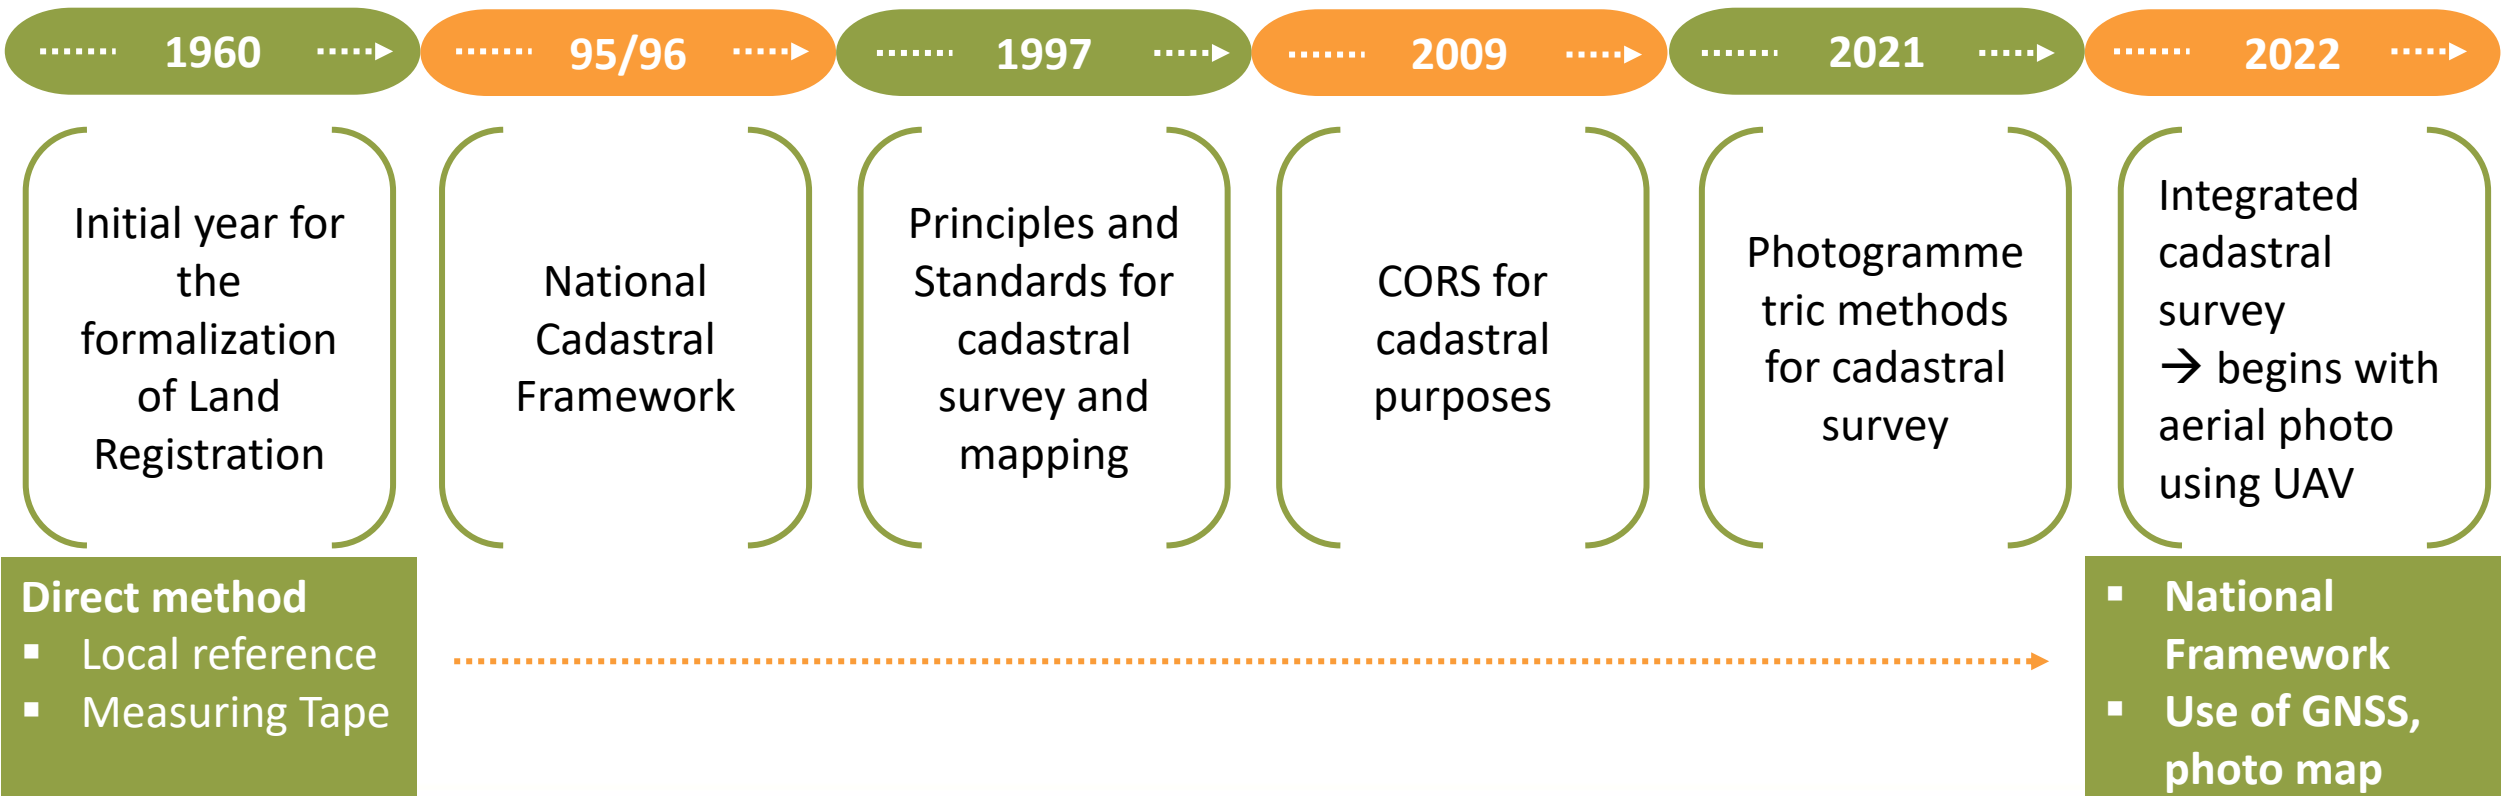 1960
95/96
1997
2009
2021
2022
Initial year for
the
formalization
of Land
Registration
National
Cadastral
Framework
Principles and
Standards for
cadastral
survey and
mapping
CORS for
cadastral
purposes
Photogramme
tric methods
for cadastral
survey
Integrated
cadastral
survey
→ begins with
aerial photo
using UAV
Direct method
▪ Local reference
▪ Measuring Tape
▪ National
Framework
▪ Use of GNSS,
photo map